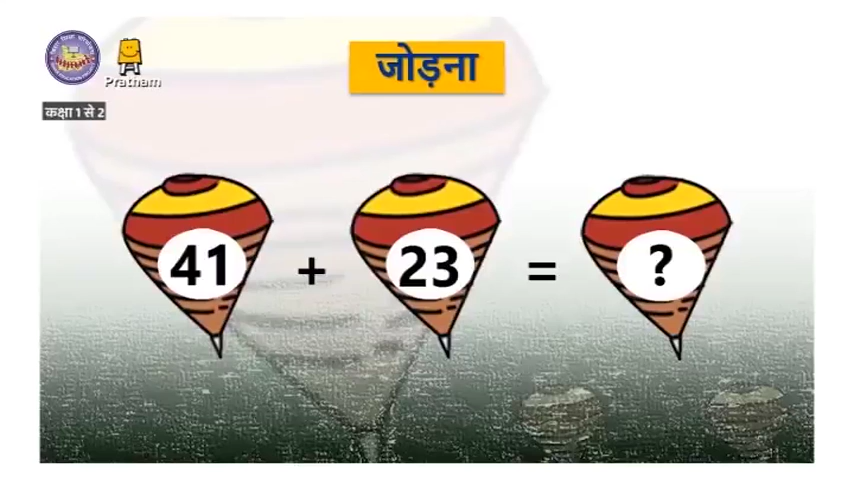 Pratham
जोड़ना
कक्षा 1 से 2
41 + 23 = ?